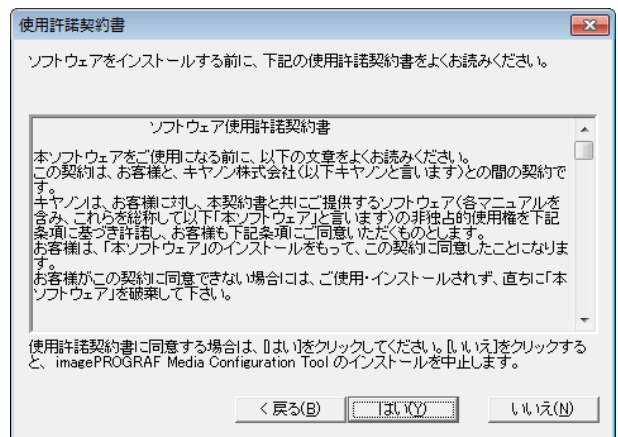 使用許諾契約書
ソフトウェアをインストールする前に、下記の使用許諾契約書をよくお読みください。
ソフトウェア使用許諾契約書
本ソフトウェアをご使用になる前に、以下の文章をよくお読みください。
この契約は、お客様と、キヤノン株式会社(以下キヤノンと言います)との間の契約で
す。
キヤノンは、お客様に対し、本契約書と共にご提供するソフトウェア(各マニュアルを
含み、これらを総称して以下「本ソフトウェア」と言います)の非独占的使用権を下記
条項に基づき許諾し、お客様も下記条項にご同意いただくものとします。
お客様は、「本ソフトウェア」のインストールをもって、この契約に同意したことになりま
す。
お客様がこの契約に同意できない場合には、ご使用・インストールされず、直ちに「本
ソフトウェア」を破棄して下さい。
使用許諾契約書に同意する場合は、[はい]をクリックしてください。[いいえ]をクリックする
と、imagePROGRAF Media Configuration Tool のインストールを中止します。
< 戻る(B) はい(Y) いいえ(N)